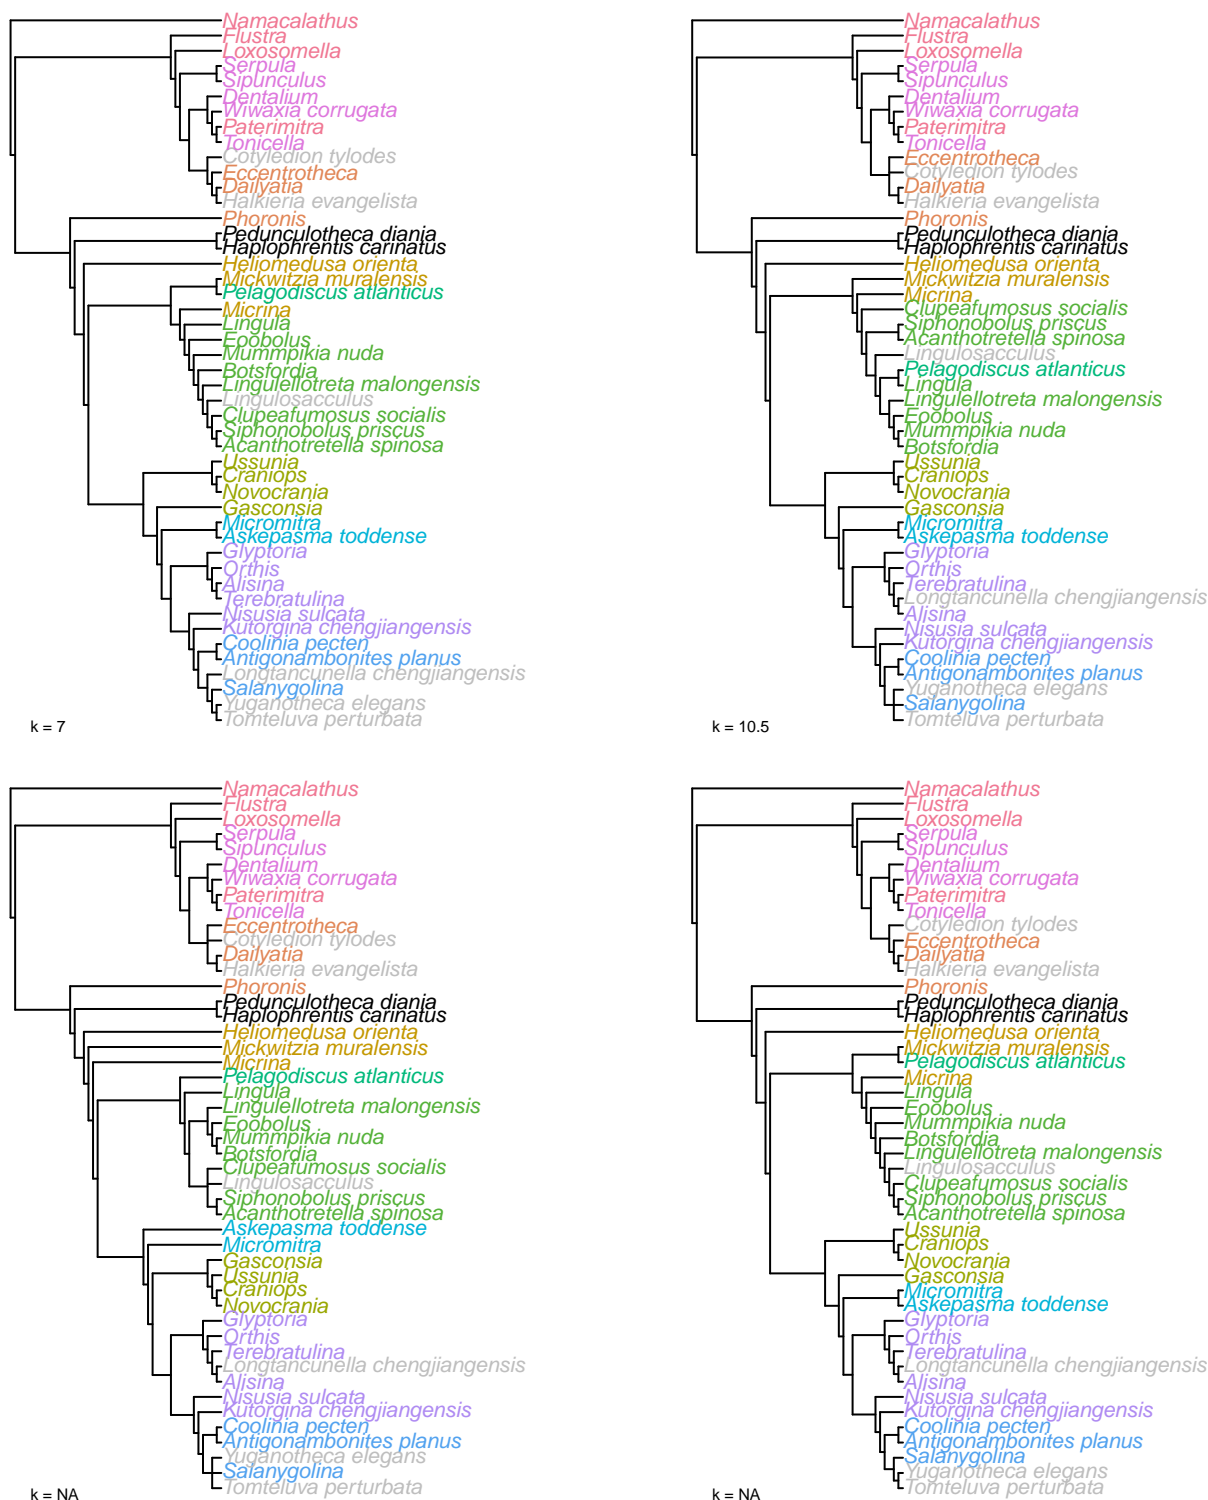 Namacalathus
Flustra
Loxosomella
Serpula
Sipunculus
Dentalium
Wiwaxia corrugata
Paterimitra
Tonicella
Cotyledion tylodes
Eccentrotheca
Dailyatia
Halkieria evangelista
Phoronis
Pedunculotheca diania
Haplophrentis carinatus
Heliomedusa orienta
Mickwitzia muralensis
Pelagodiscus atlanticus
Micrina
Lingula
Eoobolus
Mummpikia nuda
Botsfordia
Lingulellotreta malongensis
Lingulosacculus
Clupeafumosus socialis
Siphonobolus priscus
Acanthotretella spinosa
Ussunia
Craniops
Novocrania
Gasconsia
Micromitra
Askepasma toddense
Glyptoria
Orthis
Alisina
Terebratulina
Nisusia sulcata
Kutorgina chengjiangensis
Coolinia pecten
Antigonambonites planus
Longtancunella chengjiangensis
Salanygolina
Yuganotheca elegans
Tomteluva perturbata
k = 7
Namacalathus
Flustra
Loxosomella
Serpula
Sipunculus
Dentalium
Wiwaxia corrugata
Paterimitra
Tonicella
Eccentrotheca
Cotyledion tylodes
Dailyatia
Halkieria evangelista
Phoronis
Pedunculotheca diania
Haplophrentis carinatus
Heliomedusa orienta
Mickwitzia muralensis
Micrina
Clupeafumosus socialis
Siphonobolus priscus
Acanthotretella spinosa
Lingulosacculus
Pelagodiscus atlanticus
Lingula
Lingulellotreta malongensis
Eoobolus
Mummpikia nuda
Botsfordia
Ussunia
Craniops
Novocrania
Gasconsia
Micromitra
Askepasma toddense
Glyptoria
Orthis
Terebratulina
Longtancunella chengjiangensis
Alisina
Nisusia sulcata
Kutorgina chengjiangensis
Coolinia pecten
Antigonambonites planus
Yuganotheca elegans
Salanygolina
Tomteluva perturbata
k = 10.5
Namacalathus
Flustra
Loxosomella
Serpula
Sipunculus
Dentalium
Wiwaxia corrugata
Paterimitra
Tonicella
Eccentrotheca
Cotyledion tylodes
Dailyatia
Halkieria evangelista
Phoronis
Pedunculotheca diania
Haplophrentis carinatus
Heliomedusa orienta
Mickwitzia muralensis
Micrina
Pelagodiscus atlanticus
Lingula
Lingulellotreta malongensis
Eoobolus
Mummpikia nuda
Botsfordia
Clupeafumosus socialis
Lingulosacculus
Siphonobolus priscus
Acanthotretella spinosa
Askepasma toddense
Micromitra
Gasconsia
Ussunia
Craniops
Novocrania
Glyptoria
Orthis
Terebratulina
Longtancunella chengjiangensis
Alisina
Nisusia sulcata
Kutorgina chengjiangensis
Coolinia pecten
Antigonambonites planus
Yuganotheca elegans
Salanygolina
Tomteluva perturbata
k = NA
Namacalathus
Flustra
Loxosomella
Serpula
Sipunculus
Dentalium
Wiwaxia corrugata
Paterimitra
Tonicella
Cotyledion tylodes
Eccentrotheca
Dailyatia
Halkieria evangelista
Phoronis
Pedunculotheca diania
Haplophrentis carinatus
Heliomedusa orienta
Mickwitzia muralensis
Pelagodiscus atlanticus
Micrina
Lingula
Eoobolus
Mummpikia nuda
Botsfordia
Lingulellotreta malongensis
Lingulosacculus
Clupeafumosus socialis
Siphonobolus priscus
Acanthotretella spinosa
Ussunia
Craniops
Novocrania
Gasconsia
Micromitra
Askepasma toddense
Glyptoria
Orthis
Terebratulina
Longtancunella chengjiangensis
Alisina
Nisusia sulcata
Kutorgina chengjiangensis
Coolinia pecten
Antigonambonites planus
Salanygolina
Yuganotheca elegans
Tomteluva perturbata
k = NA